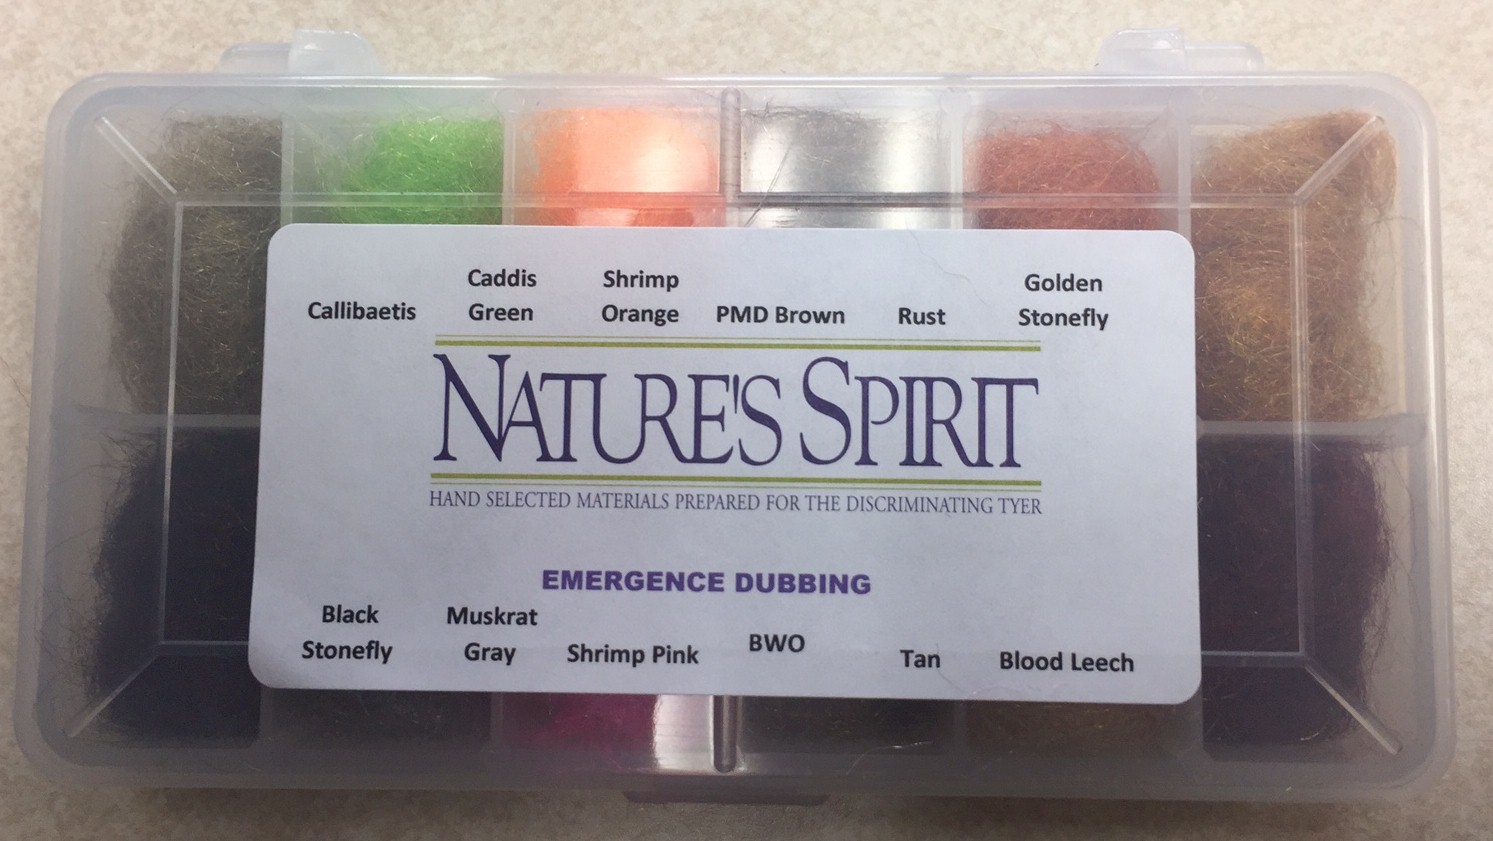 Callibaetis
Caddis
Green
Shrimp
Orange
PMD Brown
Rust
Golden
Stonefly
NATURE'S SPIRIT
HAND SELECTED MATERIALS PREPARED FOR THE DISCRIMINATING TYER
EMERGENCE DUBBING
Black
Stonefly
Muskrat
Gray
Shrimp Pink
BWO
Tan
Blood Leech